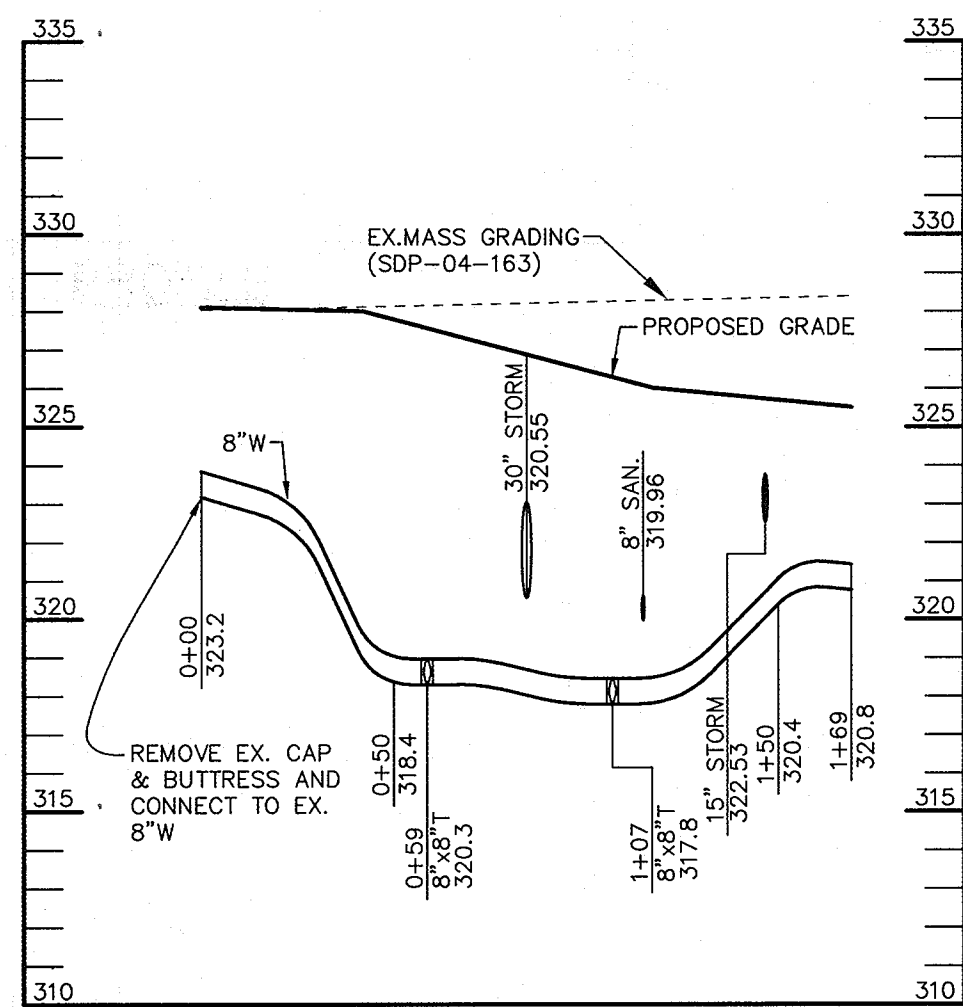 335
335
330
330
EX.MASS GRADING
(SDP-04-163)
PROPOSED GRADE
325
325
8"W
30" STORM
320.55
8" SAN.
319.96
320
320
0+00
323.2
REMOVE EX. CAP
& BUTTRESS AND
CONNECT TO EX.
8"W
0+50
318.4
0+59
8"x8"T
320.3
1+07
8"x8"T
317.8
15" STORM
322.53
1+50
320.4
1+69
320.8
315
315
310
310